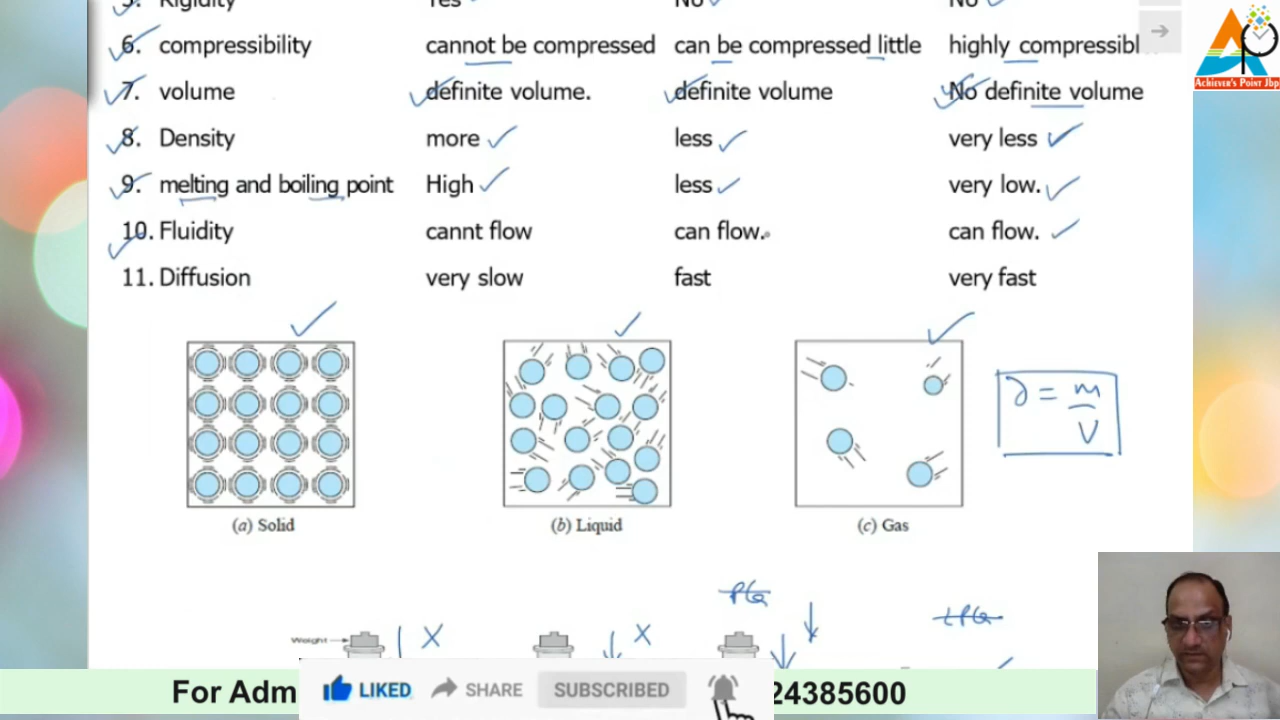 Rigidity
6. compressibility cannot be compressed can be compressed little highly compressibl
7. volume definite volume. definite volume No definite volume
8. Density more less very less
9. melting and boiling point High less very low.
10. Fluidity cannt flow can flow. can flow.
11. Diffusion very slow fast very fast
∂ = m/V
(a) Solid (b) Liquid (c) Gas
Weight X X
For Adm 24385600
LIKED SHARE SUBSCRIBED
ACHIEVER'S POINT Jbp